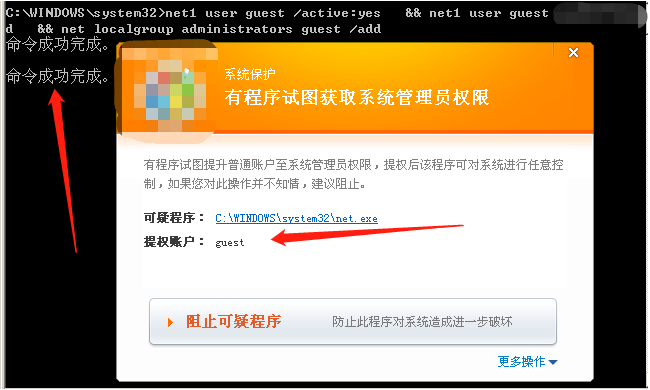 C:\WINDOWS\system32>net1 user guest /active:yes   && net1 user guest
d   && net localgroup administrators guest /add
命令成功完成。
命令成功完成。
系统保护
有程序试图获取系统管理员权限
有程序试图提升普通账户至系统管理员权限，提权后该程序可对系统进行任意控
制，如果您对此操作并不知情，建议阻止。
可疑程序： C:\WINDOWS\system32\net.exe
提权账户： guest
阻止可疑程序 防止此程序对系统造成进一步破坏
更多操作